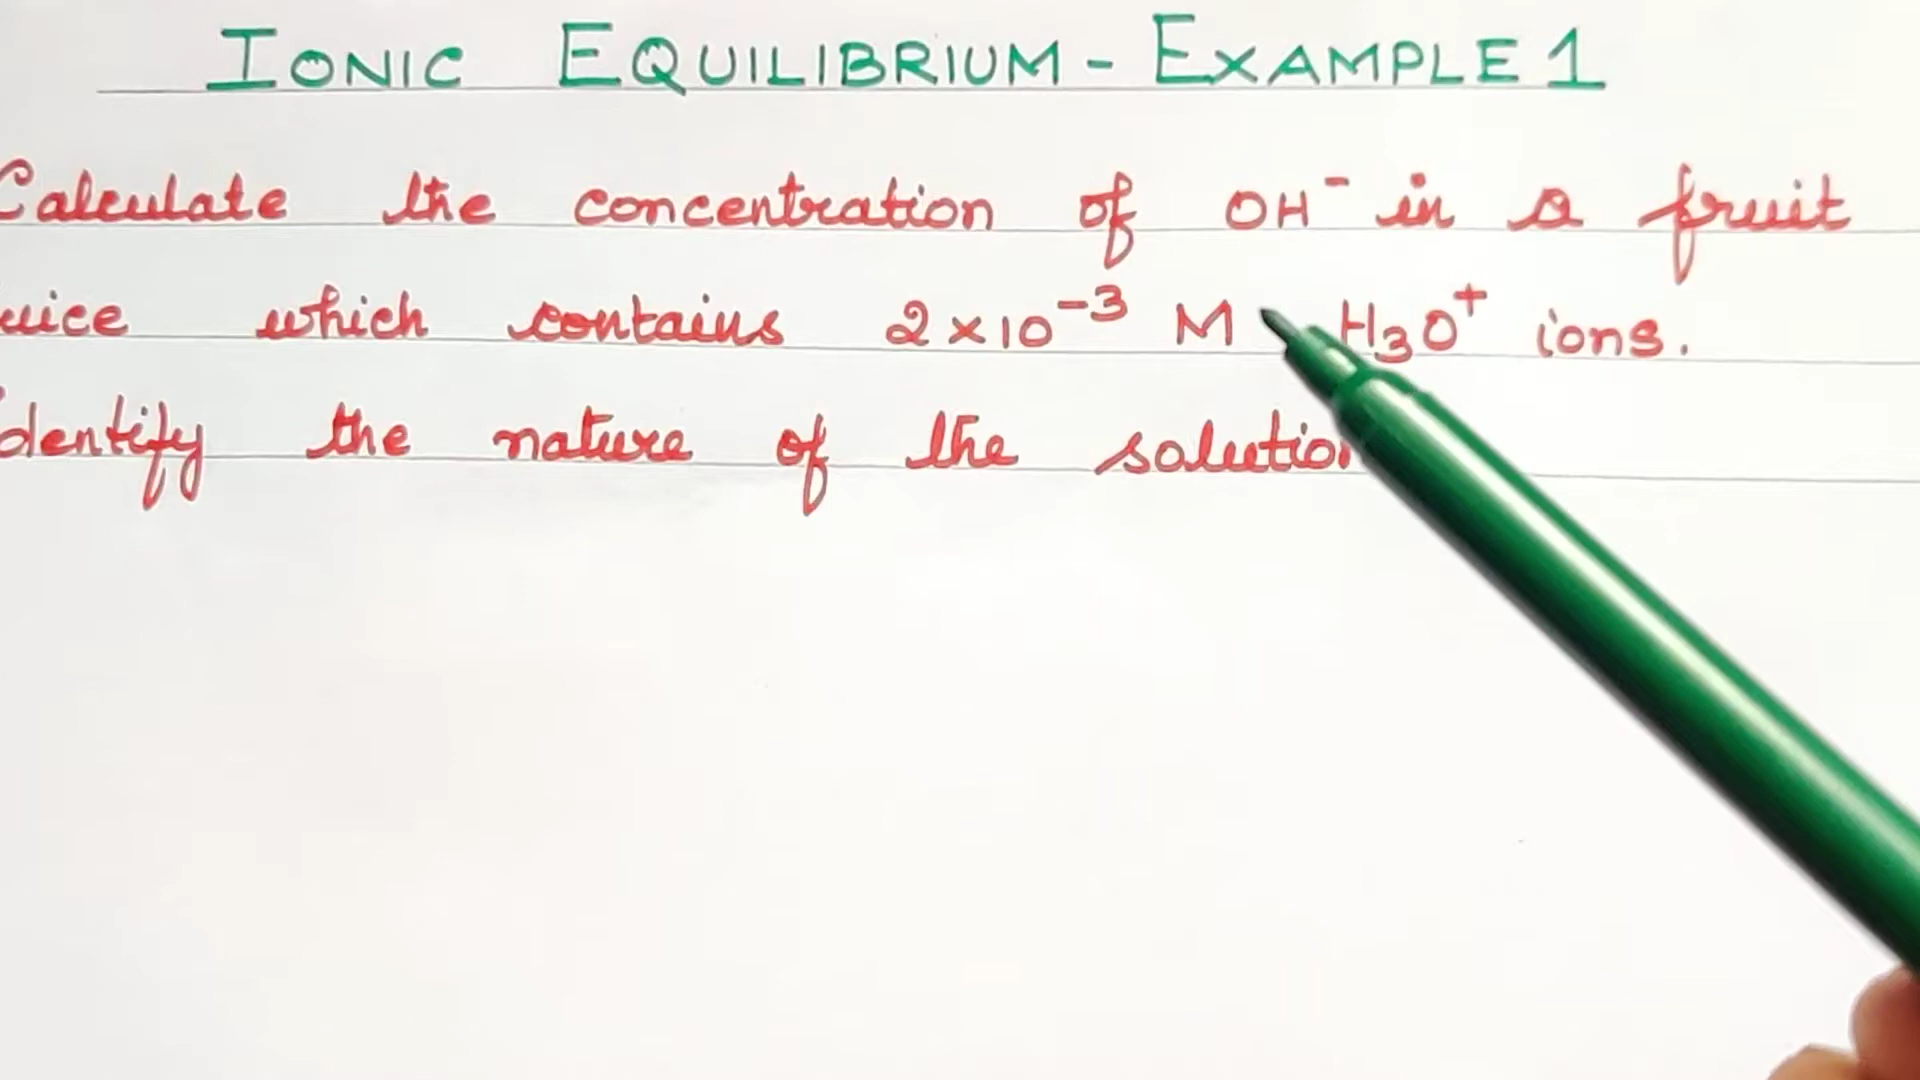 IONIC EQUILIBRIUM - EXAMPLE 1
Calculate the concentration of OH⁻ in a fruit
uice which contains 2×10⁻³ M H₃O⁺ ions.
dentify the nature of the solution